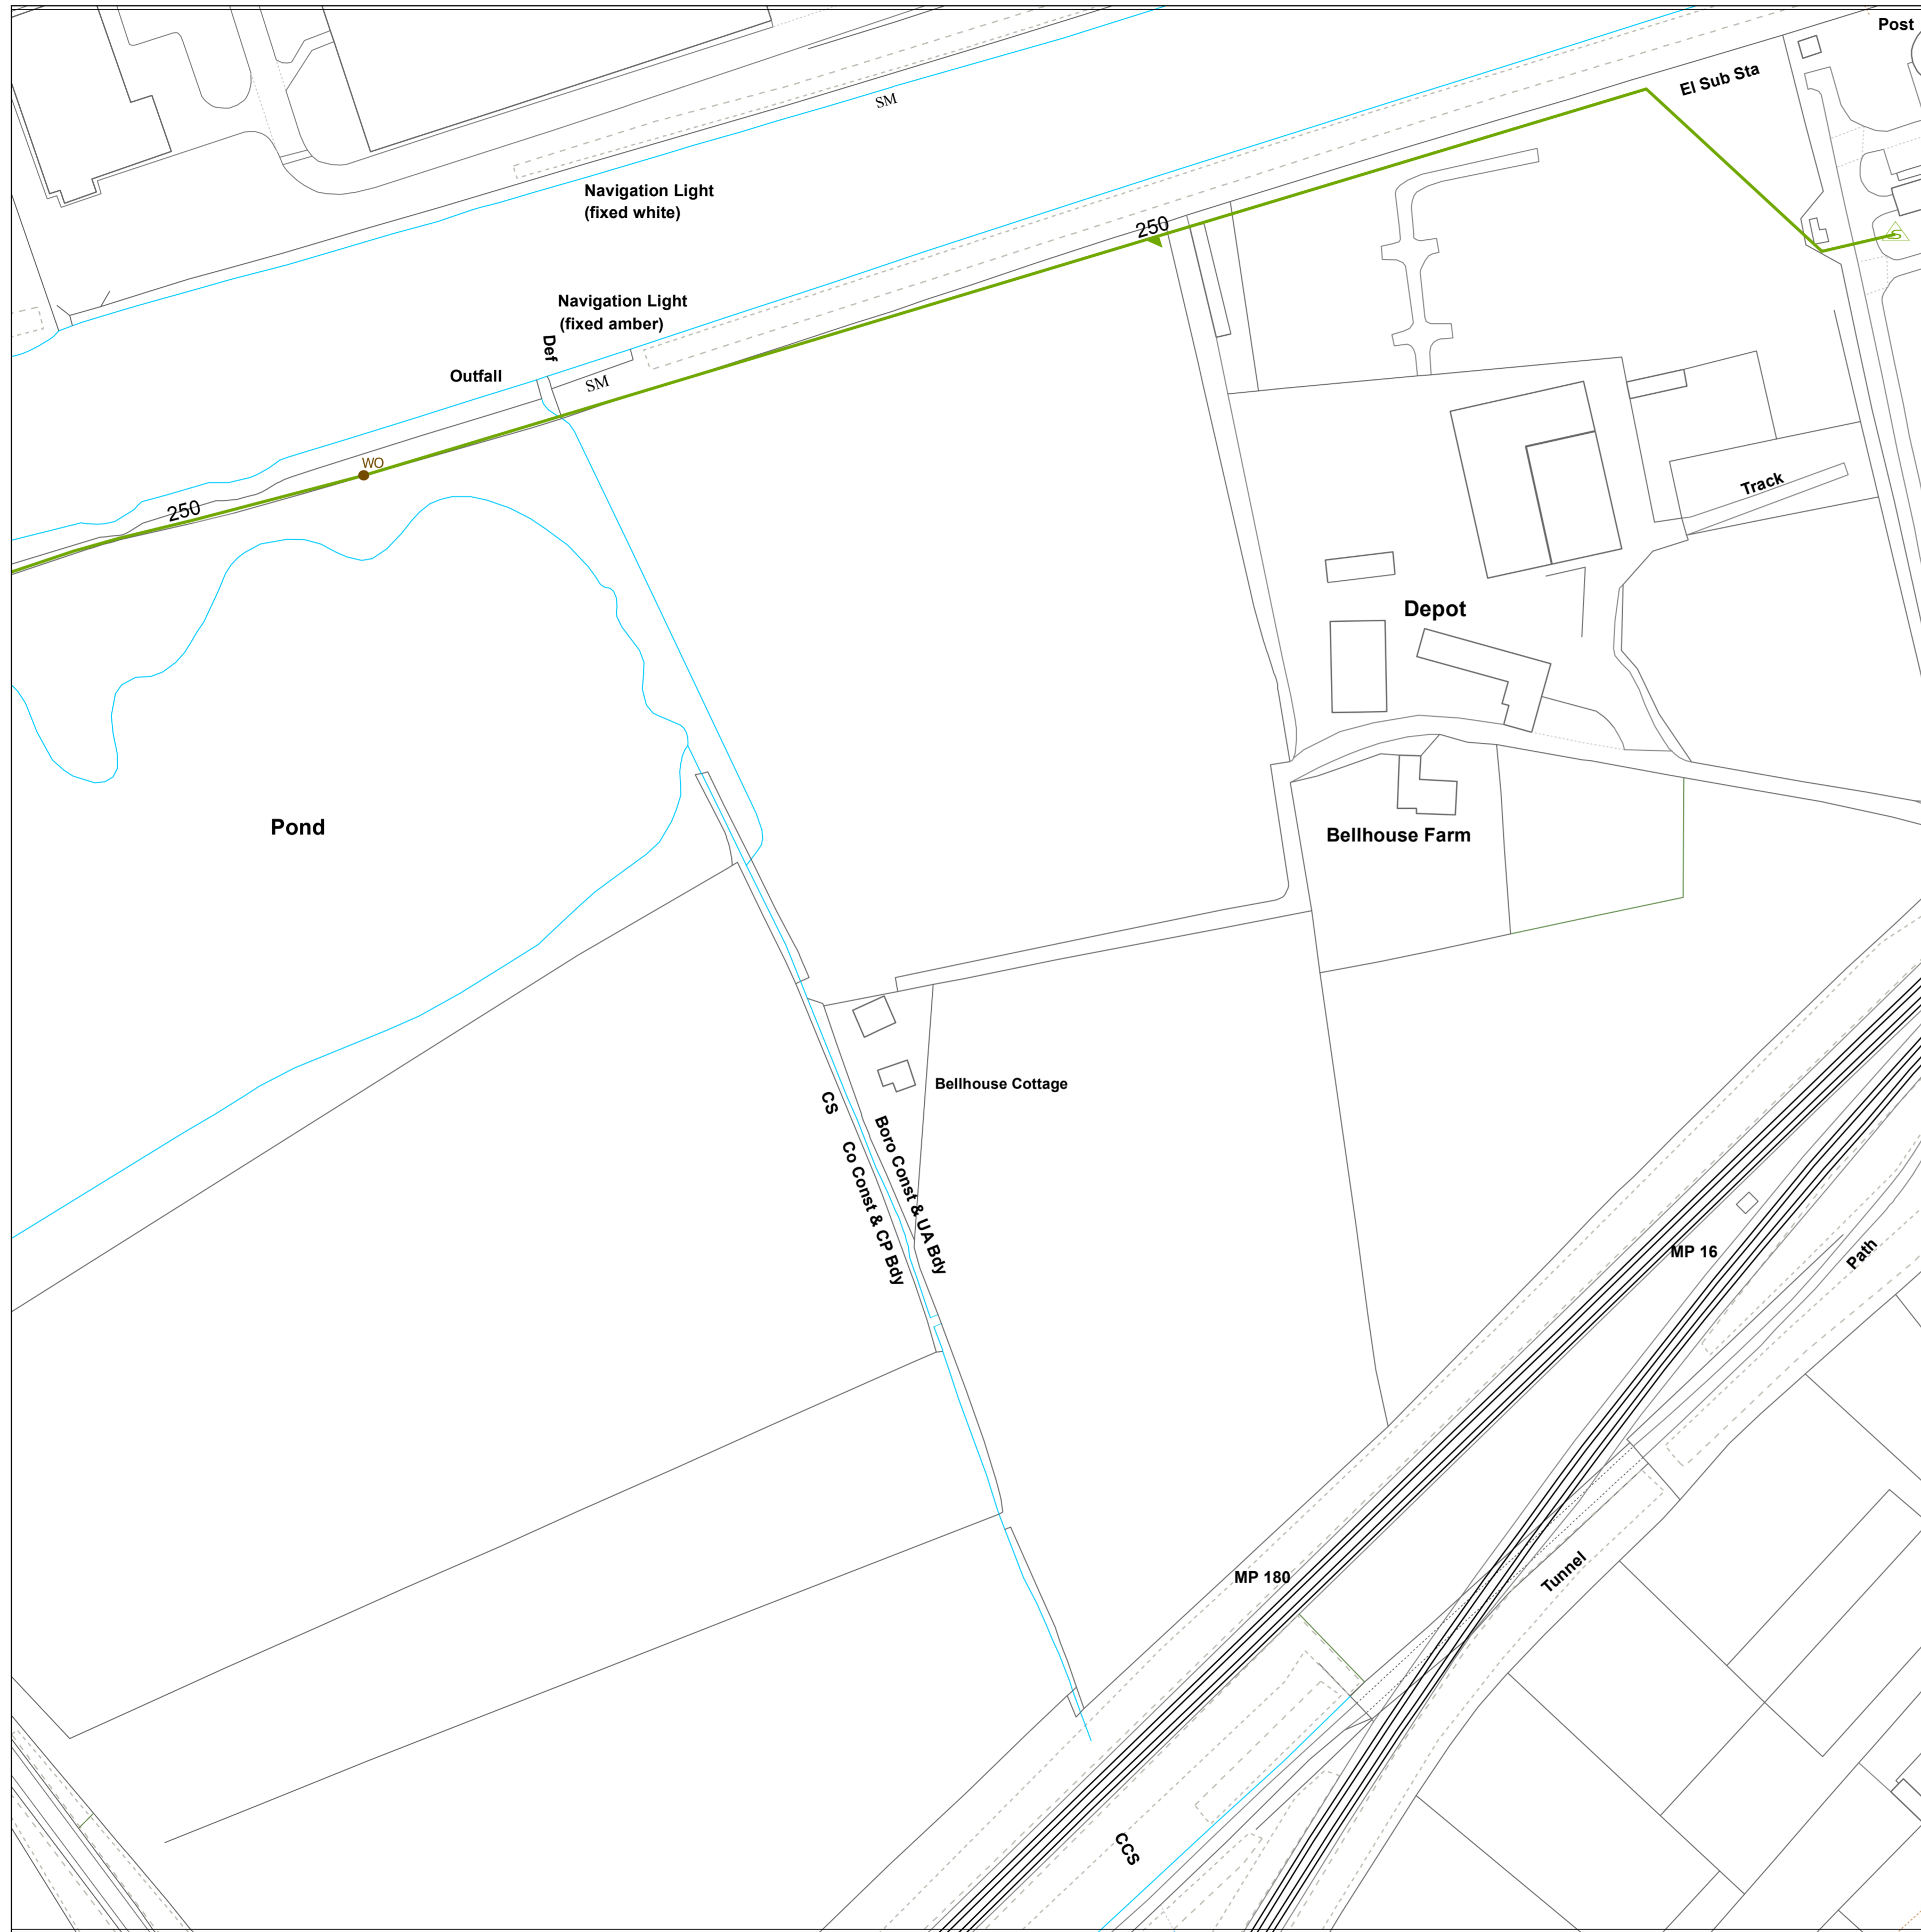 Post
El Sub Sta
SM
Navigation Light
(fixed white)
250
S
Navigation Light
(fixed amber)
Def
Outfall
SM
WO
250
Track
Depot
Pond
Bellhouse Farm
Bellhouse Cottage
CS
Boro Const & UA Bdy
Co Const & CP Bdy
MP 16
Path
MP 180
Tunnel
CCS